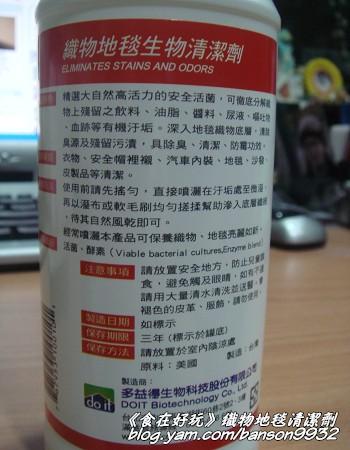 織物地毯生物清潔劑
ELIMINATES STAINS AND ODORS
精選大自然高活力的安全活菌，可徹底分解織
物上殘留之飲料、油脂、醬料、尿液、嘔吐物
、血跡等有機汙垢。深入地毯織物底層，清除
臭源及殘留污漬，具除臭、清潔、防霉功效。
衣物、安全帽裡襯、汽車內裝、地毯、沙發、
皮製品等清潔。
使用前請先搖勻，直接噴灑在汙垢處至微濕，
再以濕布或軟毛刷均勻搓揉幫助滲入底層纖維
，待其自然風乾即可。
經常噴灑本產品可保養織物、地毯亮麗如新。
活菌、酵素（Viable bacterial cultures,Enzyme blend）
注意事項
請放置安全地方，防止兒童誤
食，避免觸及眼睛，如有不適
請用大量清水清洗並送醫。會
褪色的皮革、服飾，請勿使用。
製造日期 如標示
保存期限 三年(標示於罐底)
保存方法 請放置於室內陰涼處
原料：美國 製造：台灣
製造商：
do it
多益得生物科技股份有限公司
DOIT Biotechnology Co., Ltd.
《食在好玩》織物地毯清潔劑
blog.yam.com/banson9932